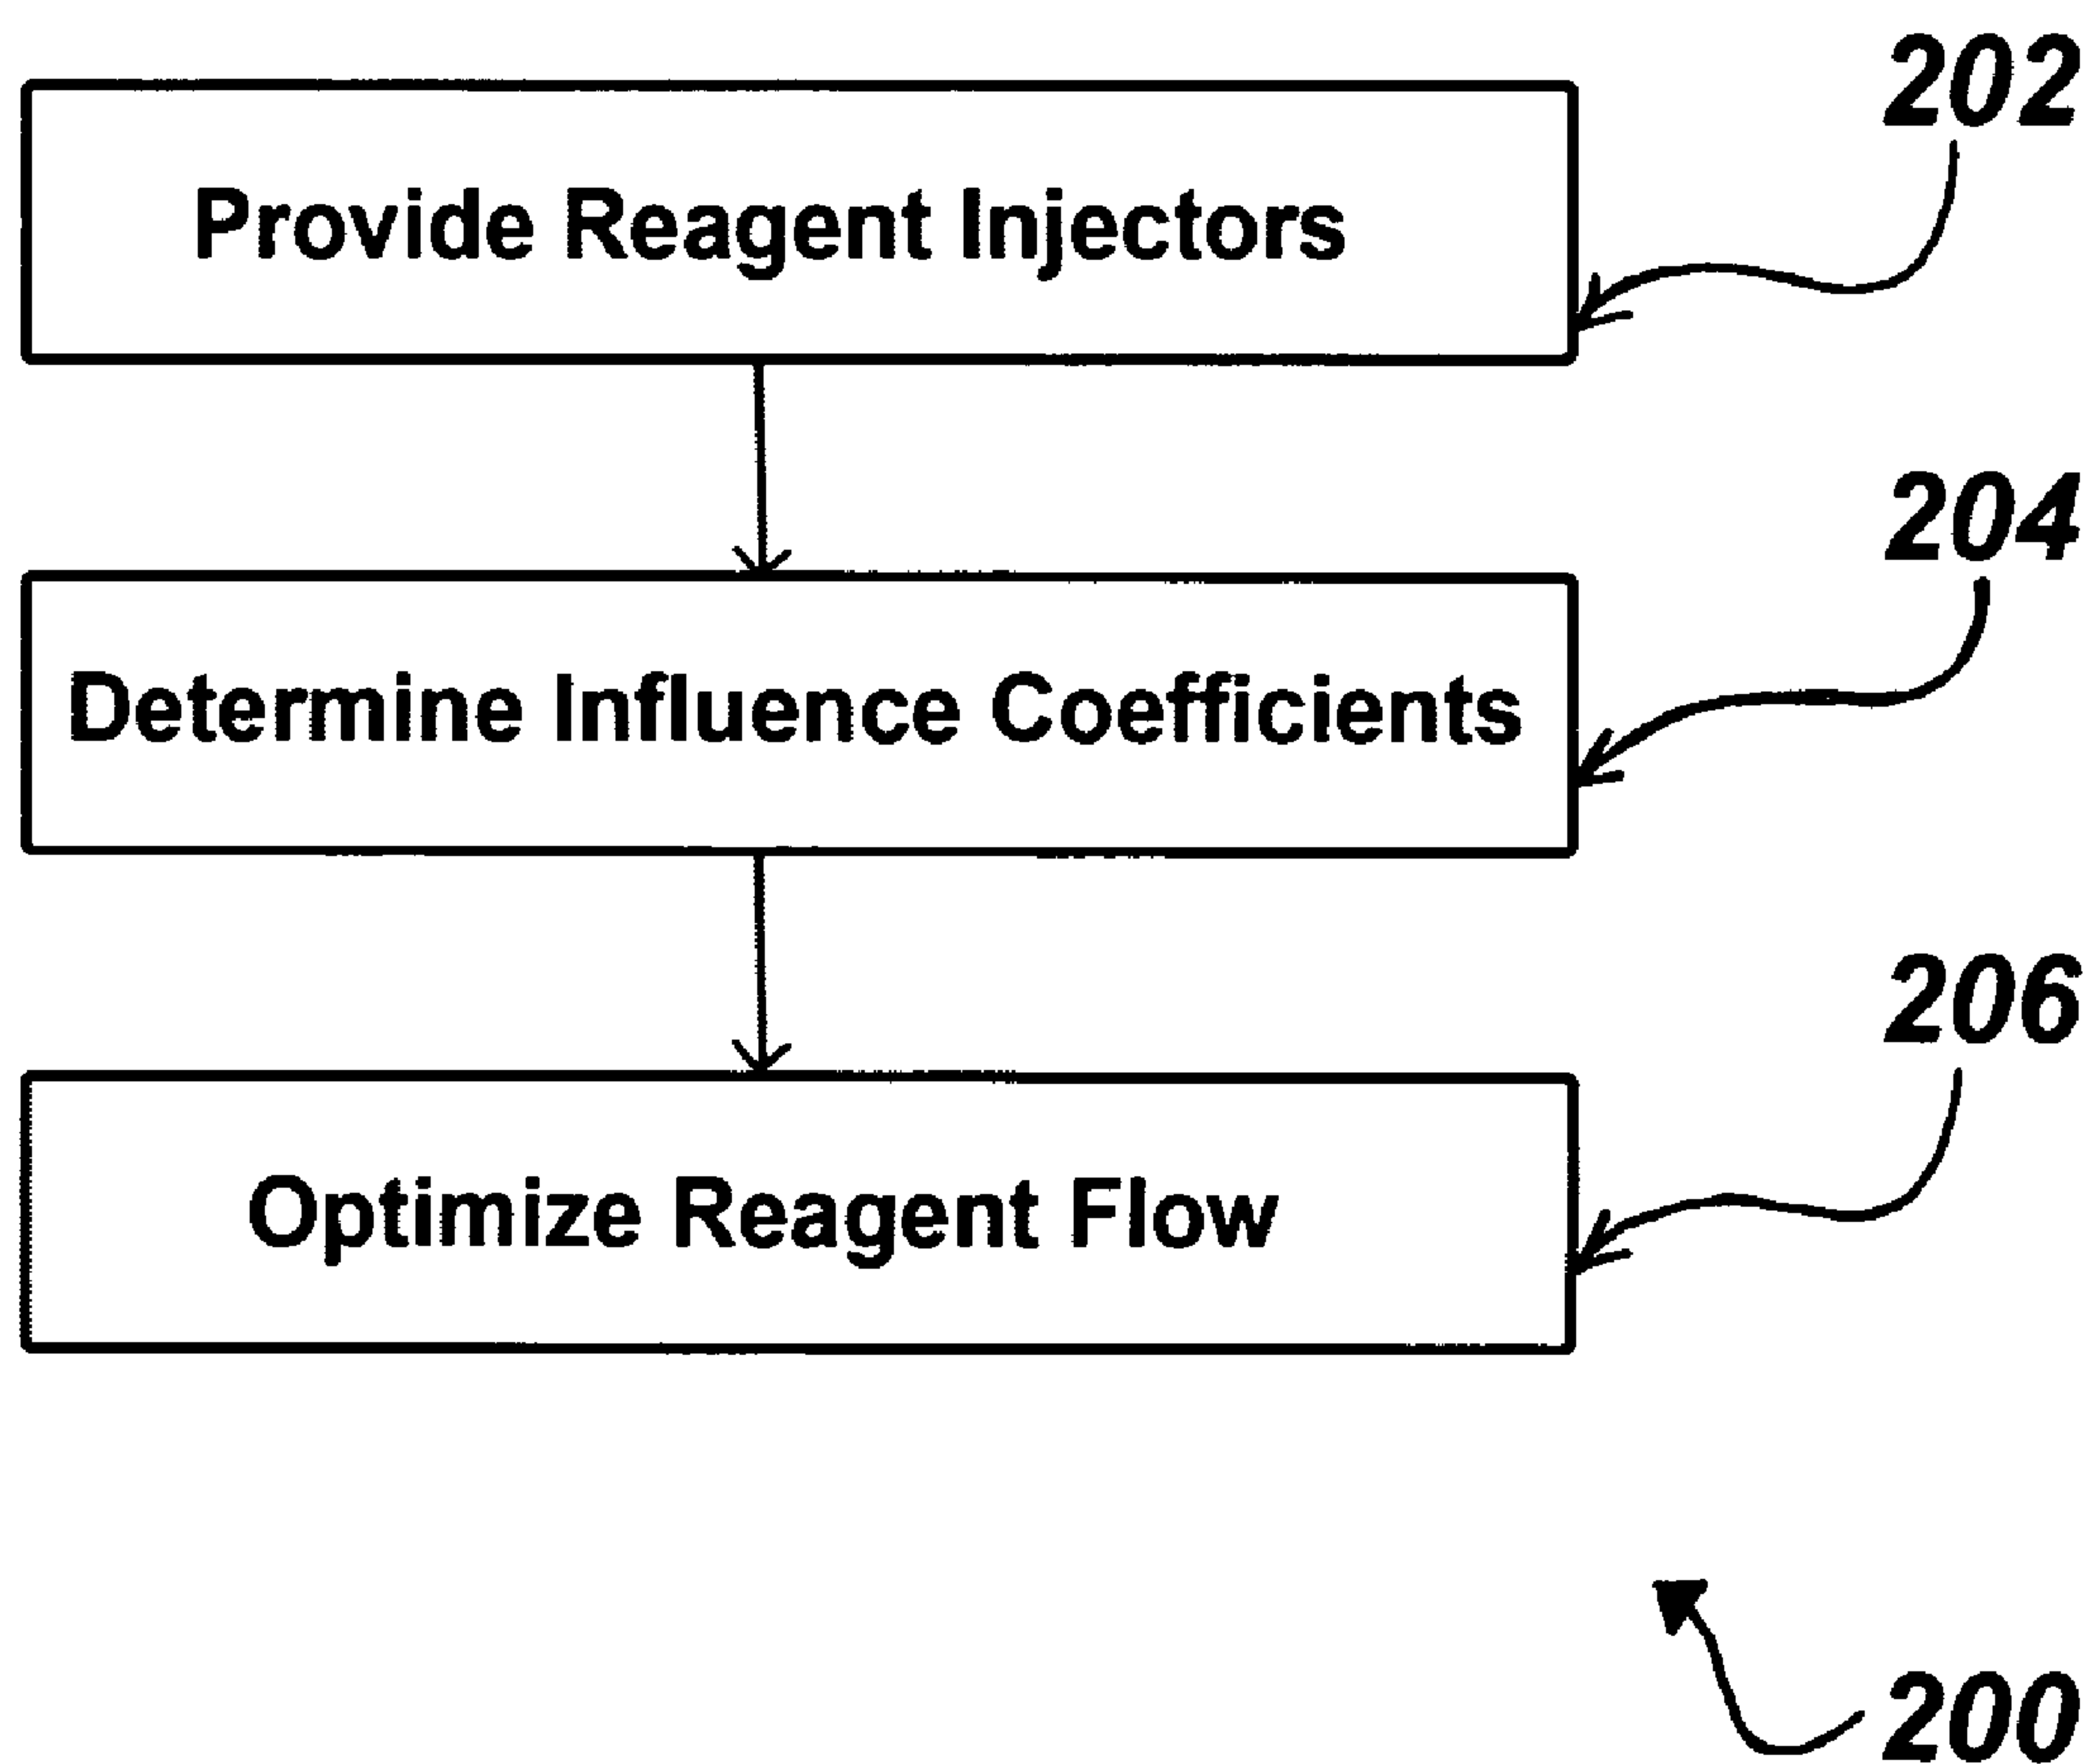 202
Provide Reagent Injectors
204
Determine Influence Coefficients
206
Optimize Reagent Flow
200